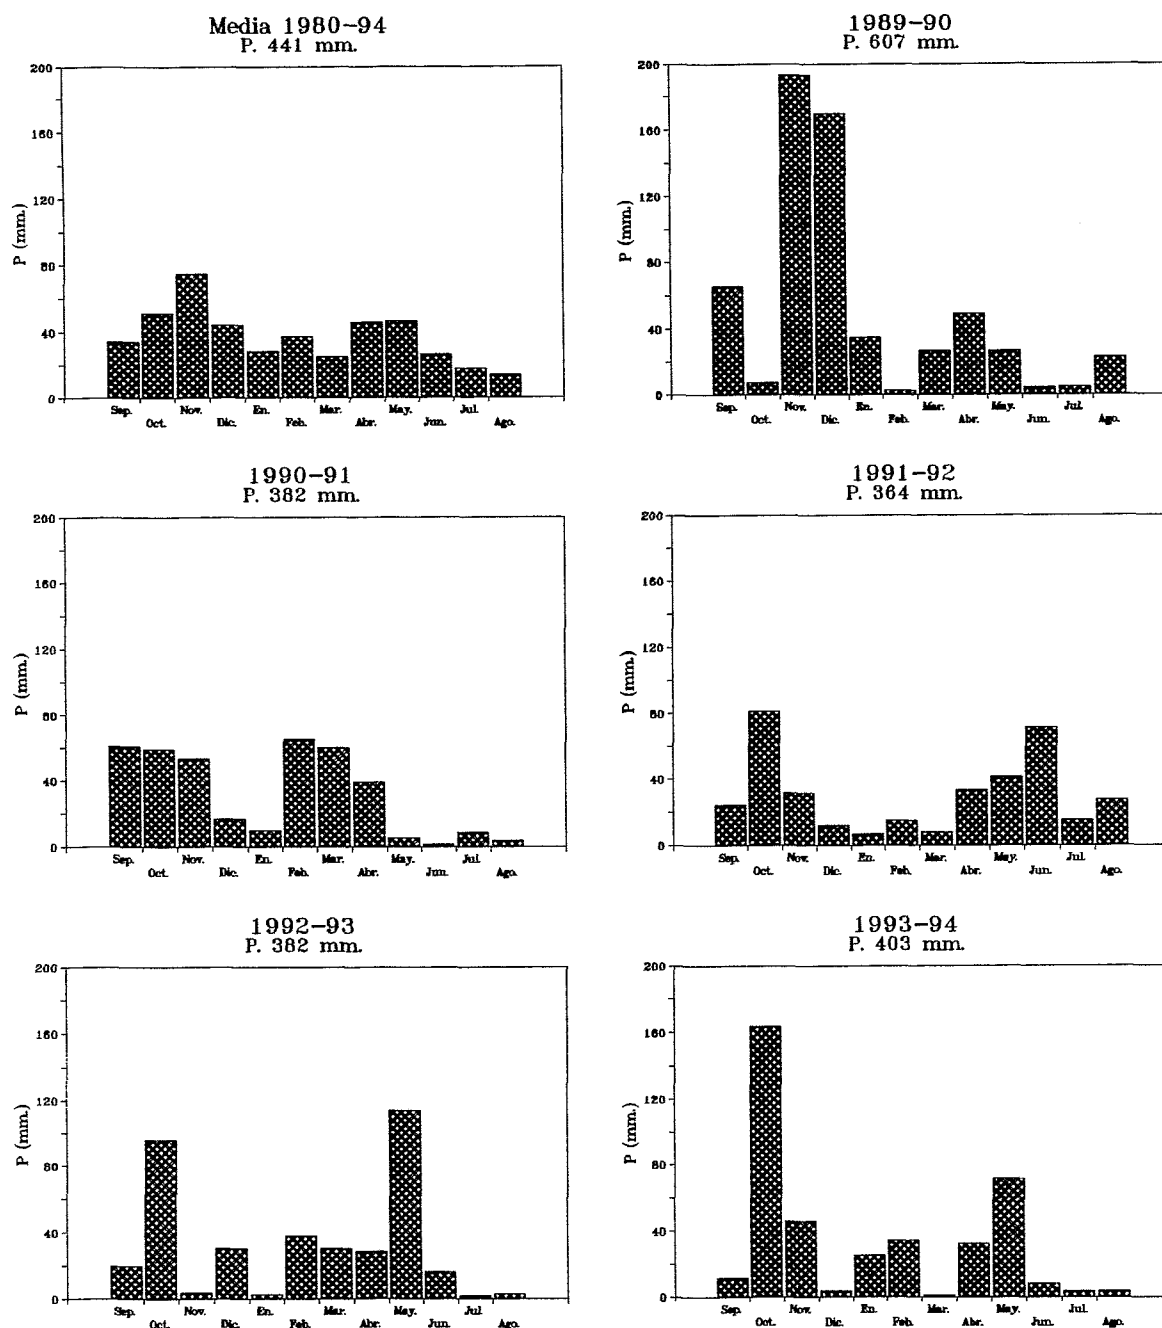 Media 1980-94
P. 441 mm.
200
160
120
80
40
0
P (mm.)
Sep. Oct. Nov. Dic. En. Feb. Mar. Abr. May. Jun. Jul. Ago.
1989-90
P. 607 mm.
200
160
120
80
40
0
P (mm.)
Sep. Oct. Nov. Dic. En. Feb. Mar. Abr. May. Jun. Jul. Ago.
1990-91
P. 382 mm.
200
160
120
80
40
0
P (mm.)
Sep. Oct. Nov. Dic. En. Feb. Mar. Abr. May. Jun. Jul. Ago.
1991-92
P. 364 mm.
200
160
120
80
40
0
P (mm.)
Sep. Oct. Nov. Dic. En. Feb. Mar. Abr. May. Jun. Jul. Ago.
1992-93
P. 382 mm.
200
160
120
80
40
0
P (mm.)
Sep. Oct. Nov. Dic. En. Feb. Mar. Abr. May. Jun. Jul. Ago.
1993-94
P. 403 mm.
200
160
120
80
40
0
P (mm.)
Sep. Oct. Nov. Dic. En. Feb. Mar. Abr. May. Jun. Jul. Ago.